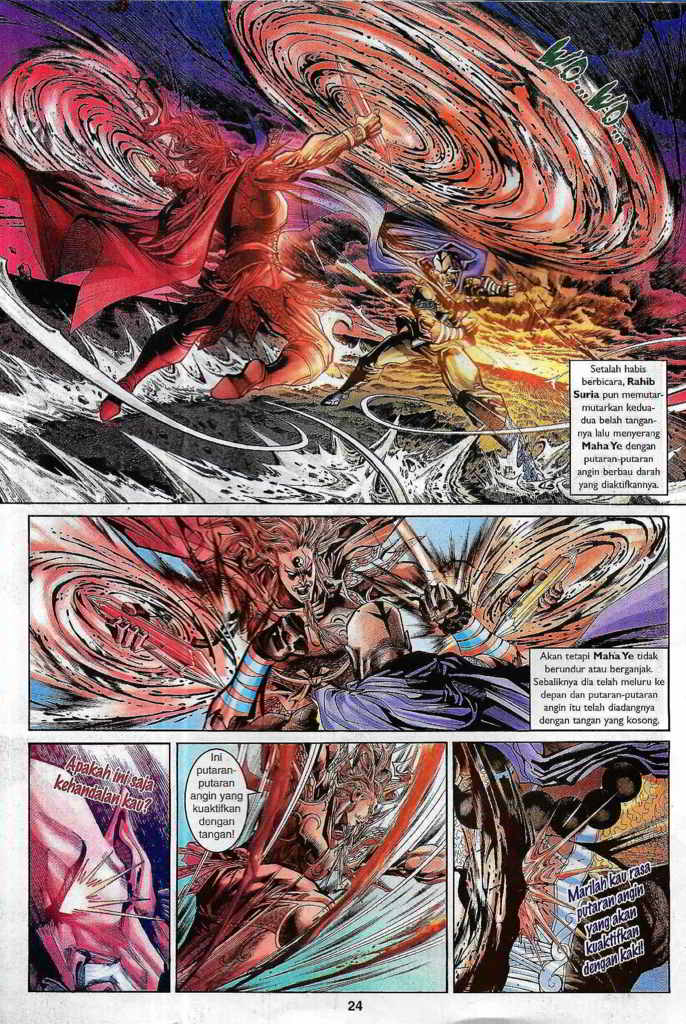 WO... WO...
Setalah habis
berbicara, Rahib
Suria pun memutar-
mutarkan kedua-
dua belah tangan-
nya lalu menyerang
Maha Ye dengan
putaran-putaran
angin berbau darah
yang diaktifkannya.
Akan tetapi Maha Ye tidak
berundur atau berganjak.
Sebaliknya dia telah meluru ke
depan dan putaran-putaran
angin itu telah diadangnya
dengan tangan yang kosong.
Apakah ini saja
kehandalan kau?
Ini
putaran-
putaran
angin yang
kuaktifkan
dengan
tangan!
Marilah kau rasa
putaran angin
yang akan
kuaktifkan
dengan kaki!
24